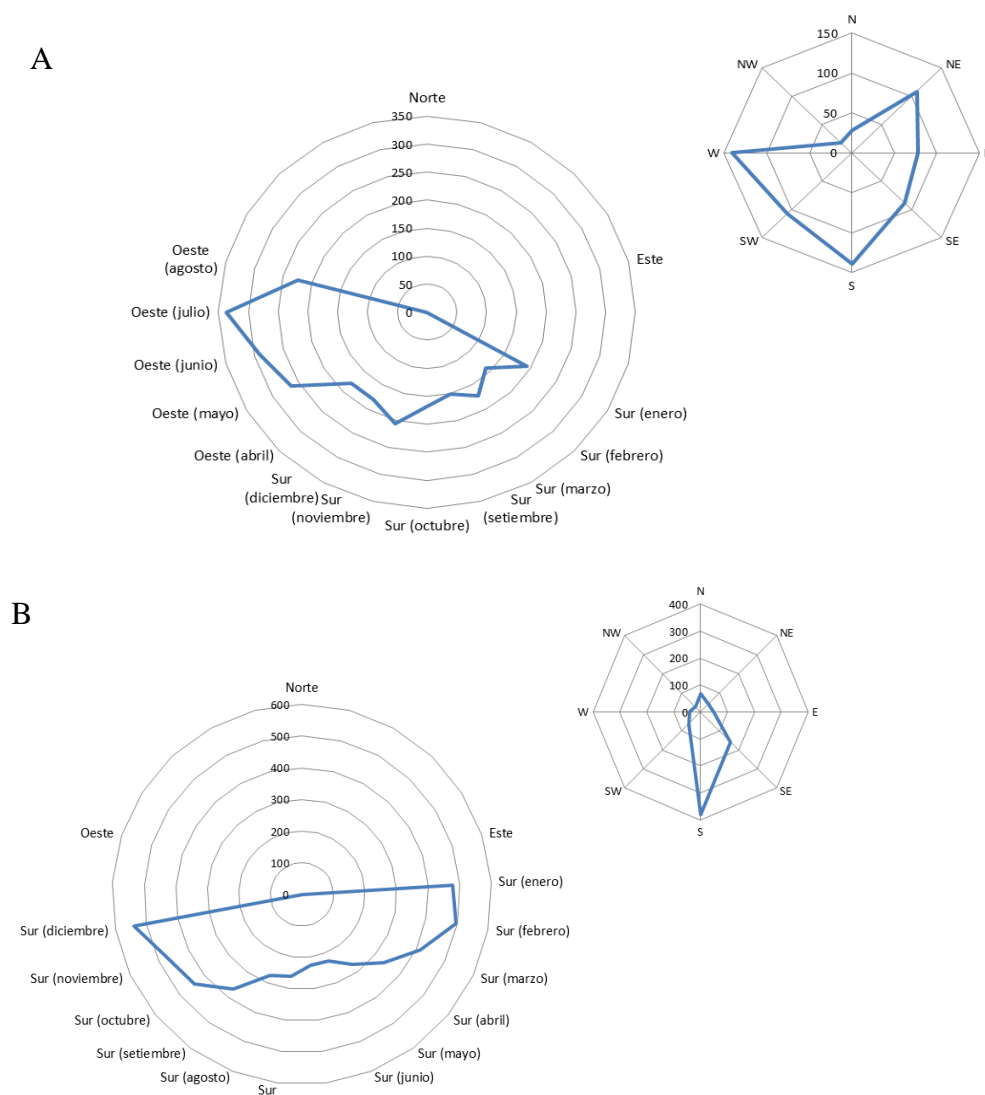 A
N
150
NW
NE
100
50
W
0
SW
SE
S
Norte
350
300
250
200
150
100
50
0
Este
Oeste
(agosto)
Oeste (julio)
Oeste (junio)
Oeste (mayo)
Oeste (abril)
Sur
(diciembre)
Sur
(noviembre)
Sur (octubre)
Sur
(setiembre)
Sur (marzo)
Sur (febrero)
Sur (enero)
B
N
400
NW
NE
300
200
100
W
0
E
SW
SE
S
Norte
600
500
400
300
200
100
0
Oeste
Este
Sur (enero)
Sur (diciembre)
Sur (febrero)
Sur (noviembre)
Sur (marzo)
Sur (octubre)
Sur (abril)
Sur (setiembre)
Sur (mayo)
Sur (agosto)
Sur (junio)
Sur